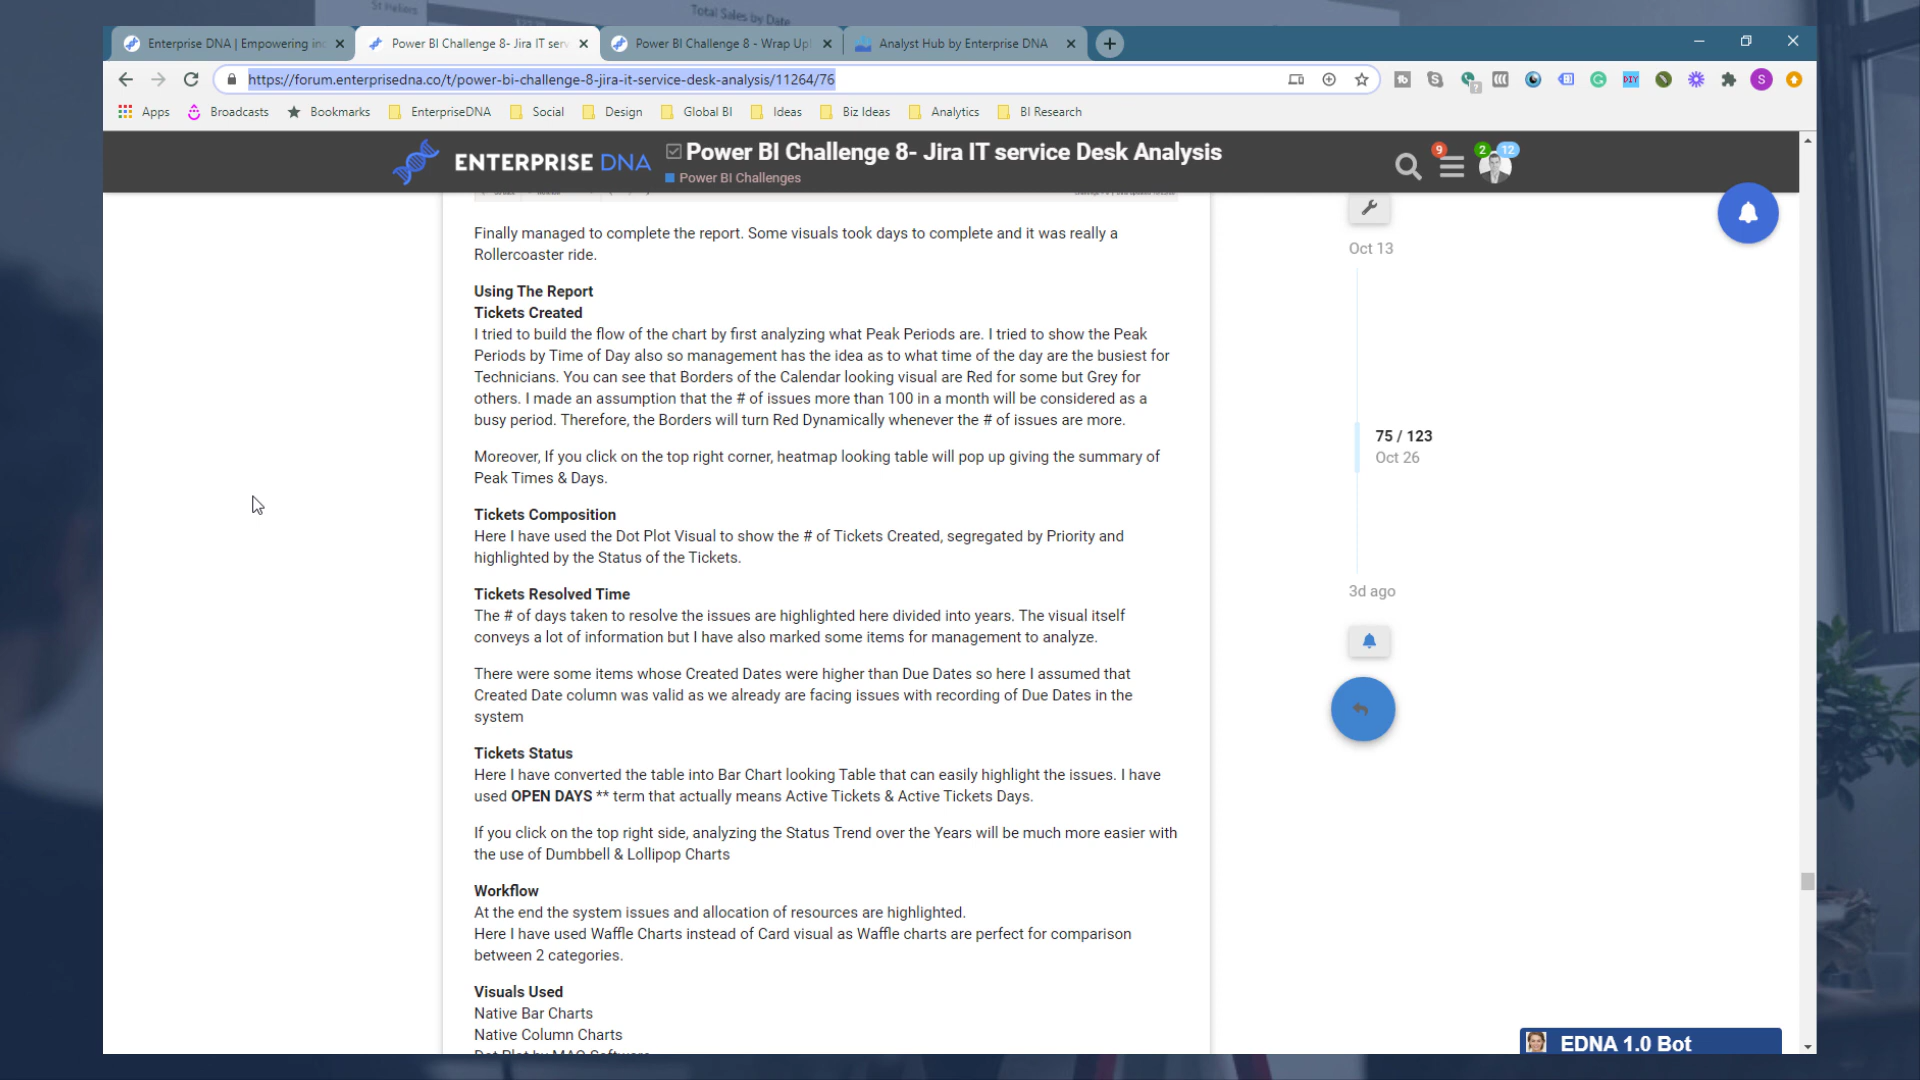 St Heliers
Total Sales by Date
Enterprise DNA | Empowering in
Power BI Challenge 8- Jira IT serv
Power BI Challenge 8 - Wrap Up!
Analyst Hub by Enterprise DNA
https://forum.enterprisedna.co/t/power-bi-challenge-8-jira-it-service-desk-analysis/11264/76
Apps
Broadcasts
Bookmarks
EnterpriseDNA
Social
Design
Global BI
Ideas
Biz Ideas
Analytics
BI Research
ENTERPRISE DNA
Power BI Challenge 8- Jira IT service Desk Analysis
Power BI Challenges
9
2
12
Finally managed to complete the report. Some visuals took days to complete and it was really a
Rollercoaster ride.
Using The Report
Tickets Created
I tried to build the flow of the chart by first analyzing what Peak Periods are. I tried to show the Peak
Periods by Time of Day also so management has the idea as to what time of the day are the busiest for
Technicians. You can see that Borders of the Calendar looking visual are Red for some but Grey for
others. I made an assumption that the # of issues more than 100 in a month will be considered as a
busy period. Therefore, the Borders will turn Red Dynamically whenever the # of issues are more.
Moreover, If you click on the top right corner, heatmap looking table will pop up giving the summary of
Peak Times & Days.
Tickets Composition
Here I have used the Dot Plot Visual to show the # of Tickets Created, segregated by Priority and
highlighted by the Status of the Tickets.
Tickets Resolved Time
The # of days taken to resolve the issues are highlighted here divided into years. The visual itself
conveys a lot of information but I have also marked some items for management to analyze.
There were some items whose Created Dates were higher than Due Dates so here I assumed that
Created Date column was valid as we already are facing issues with recording of Due Dates in the
system
Tickets Status
Here I have converted the table into Bar Chart looking Table that can easily highlight the issues. I have
used OPEN DAYS ** term that actually means Active Tickets & Active Tickets Days.
If you click on the top right side, analyzing the Status Trend over the Years will be much more easier with
the use of Dumbbell & Lollipop Charts
Workflow
At the end the system issues and allocation of resources are highlighted.
Here I have used Waffle Charts instead of Card visual as Waffle charts are perfect for comparison
between 2 categories.
Visuals Used
Native Bar Charts
Native Column Charts
Dot Plot by MAQ Software
Oct 13
75 / 123
Oct 26
3d ago
DIY
S
EDNA 1.0 Bot